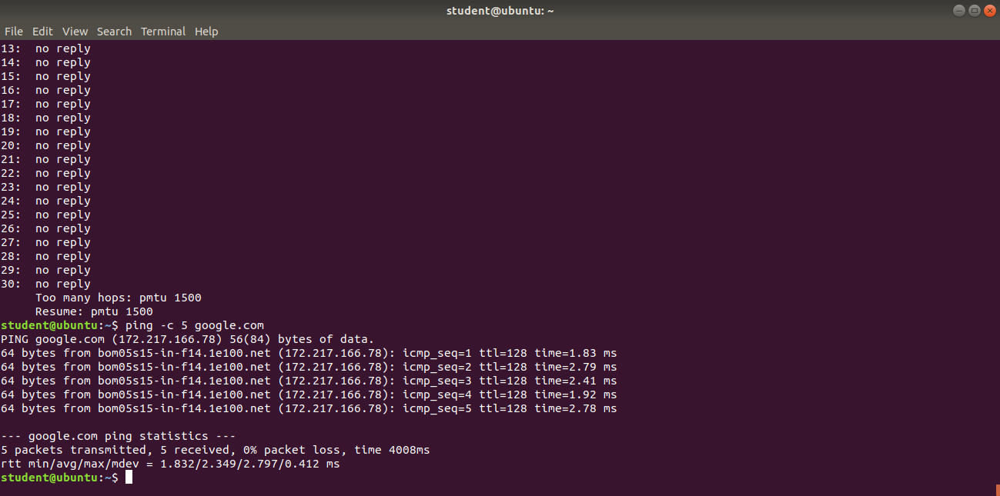 student@ubuntu: ~
File Edit View Search Terminal Help
13:  no reply
14:  no reply
15:  no reply
16:  no reply
17:  no reply
18:  no reply
19:  no reply
20:  no reply
21:  no reply
22:  no reply
23:  no reply
24:  no reply
25:  no reply
26:  no reply
27:  no reply
28:  no reply
29:  no reply
30:  no reply
     Too many hops: pmtu 1500
     Resume: pmtu 1500
student@ubuntu:~$ ping -c 5 google.com
PING google.com (172.217.166.78) 56(84) bytes of data.
64 bytes from bom05s15-in-f14.1e100.net (172.217.166.78): icmp_seq=1 ttl=128 time=1.83 ms
64 bytes from bom05s15-in-f14.1e100.net (172.217.166.78): icmp_seq=2 ttl=128 time=2.79 ms
64 bytes from bom05s15-in-f14.1e100.net (172.217.166.78): icmp_seq=3 ttl=128 time=2.41 ms
64 bytes from bom05s15-in-f14.1e100.net (172.217.166.78): icmp_seq=4 ttl=128 time=1.92 ms
64 bytes from bom05s15-in-f14.1e100.net (172.217.166.78): icmp_seq=5 ttl=128 time=2.78 ms
--- google.com ping statistics ---
5 packets transmitted, 5 received, 0% packet loss, time 4008ms
rtt min/avg/max/mdev = 1.832/2.349/2.797/0.412 ms
student@ubuntu:~$